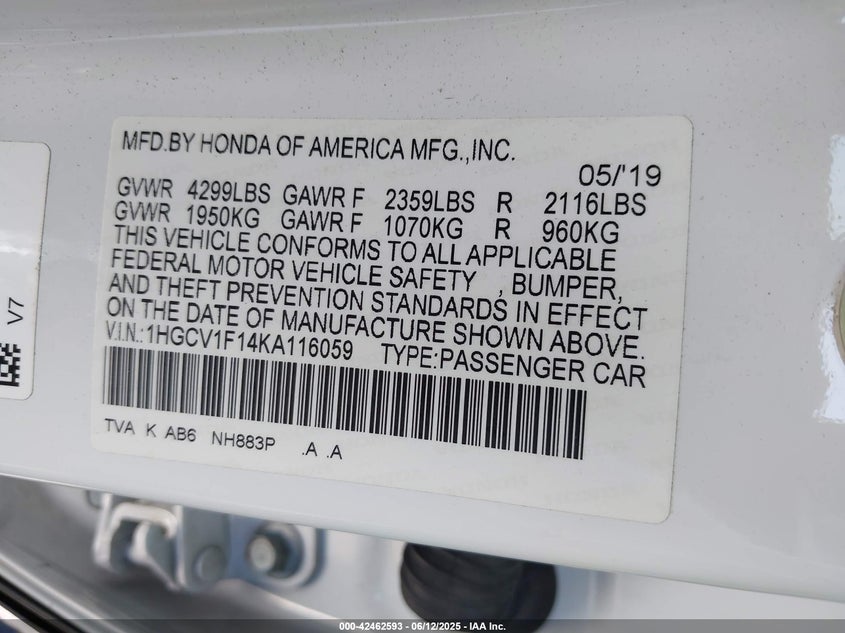 MFD.BY HONDA OF AMERICA MFG.,INC.
05/'19
GVWR 4299LBS GAWR F 2359LBS R 2116LBS
GVWR 1950KG GAWR F 1070KG R 960KG
THIS VEHICLE CONFORMS TO ALL APPLICABLE
FEDERAL MOTOR VEHICLE SAFETY , BUMPER,
AND THEFT PREVENTION STANDARDS IN EFFECT
ON THE DATE OF MANUFACTURE SHOWN ABOVE.
V.I.N.:1HGCV1F14KA116059 TYPE:PASSENGER CAR
TVA K AB6 NH883P .A .A
V7
000-42462593 - 06/12/2025 - IAA Inc.